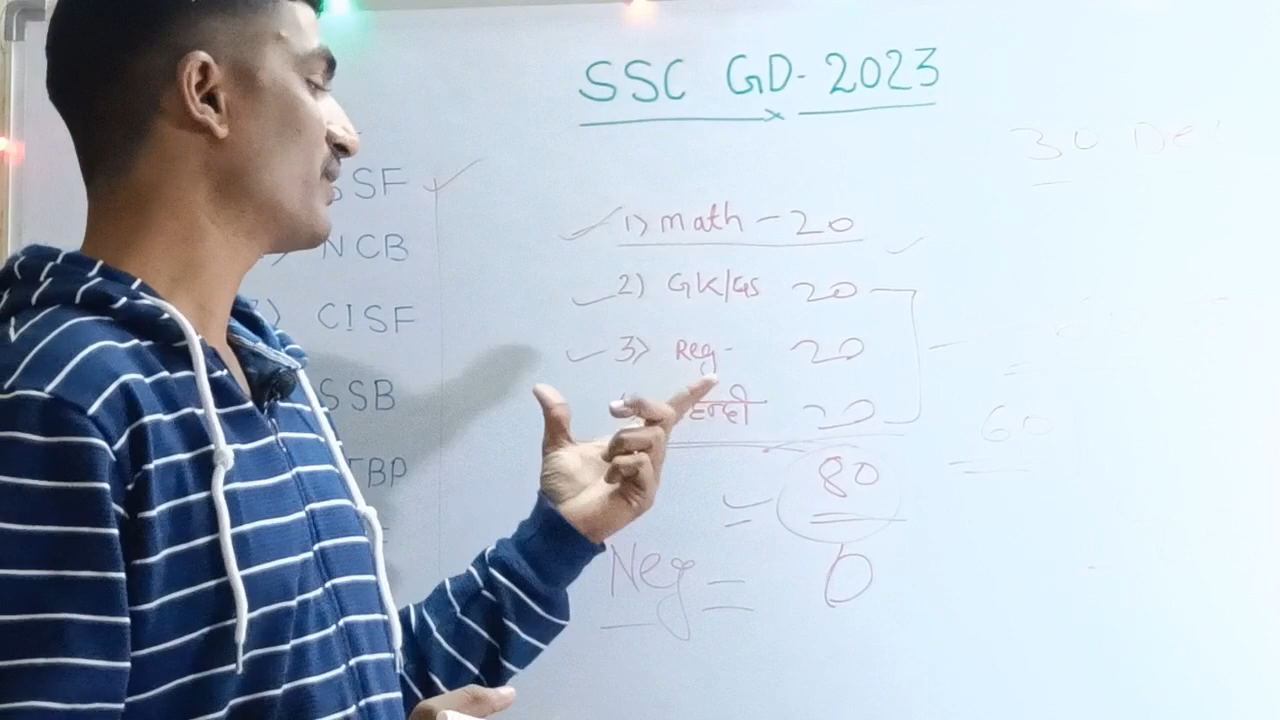 SSC GD- 2023
30 De
SSF
NCB
CISF
SSB
TBP
1) math - 20
2) GK/GS 20
3) Reg- 20
20
60
= 80
Neg = 0